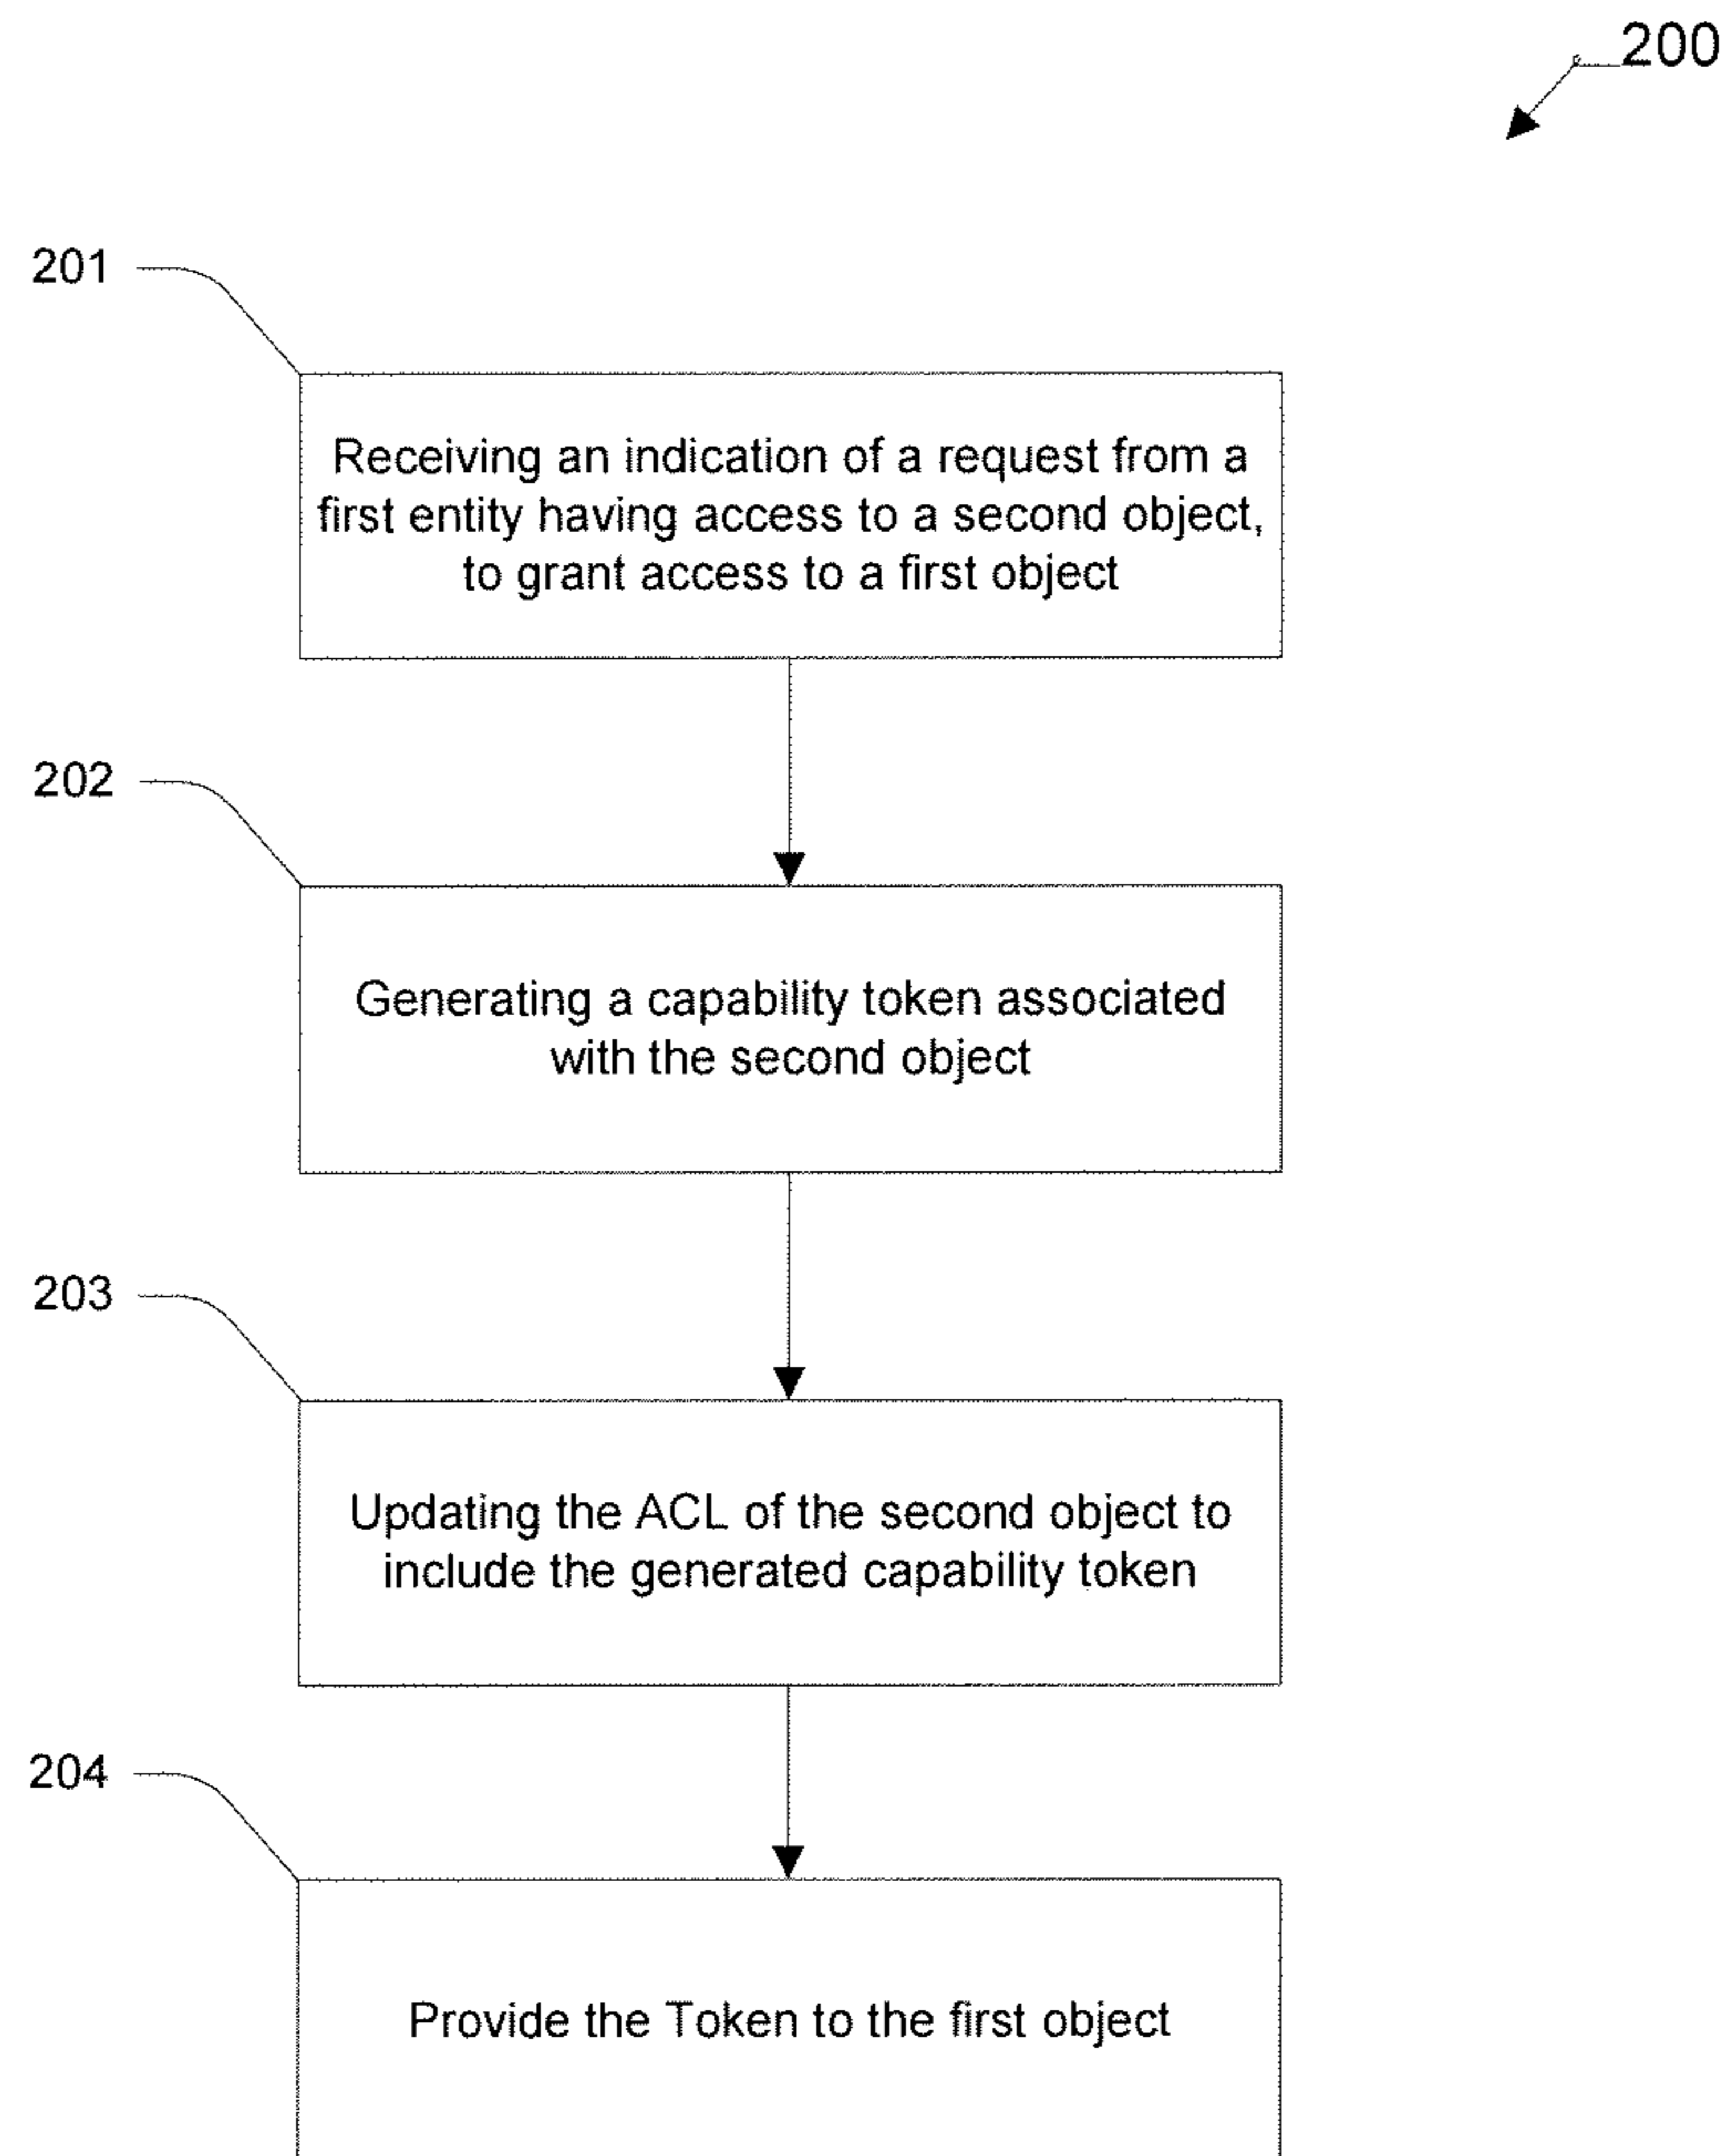 200
201
Receiving an indication of a request from a
first entity having access to a second object,
to grant access to a first object
202
Generating a capability token associated
with the second object
203
Updating the ACL of the second object to
include the generated capability token
204
Provide the Token to the first object